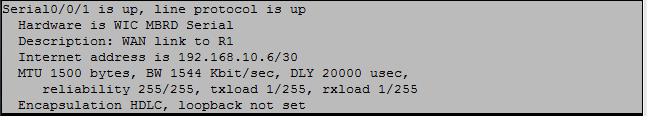 Serial0/0/1 is up, line protocol is up
Hardware is WIC MBRD Serial
Description: WAN link to R1
Internet address is 192.168.10.6/30
MTU 1500 bytes, BW 1544 Kbit/sec, DLY 20000 usec,
reliability 255/255, txload 1/255, rxload 1/255
Encapsulation HDLC, loopback not set